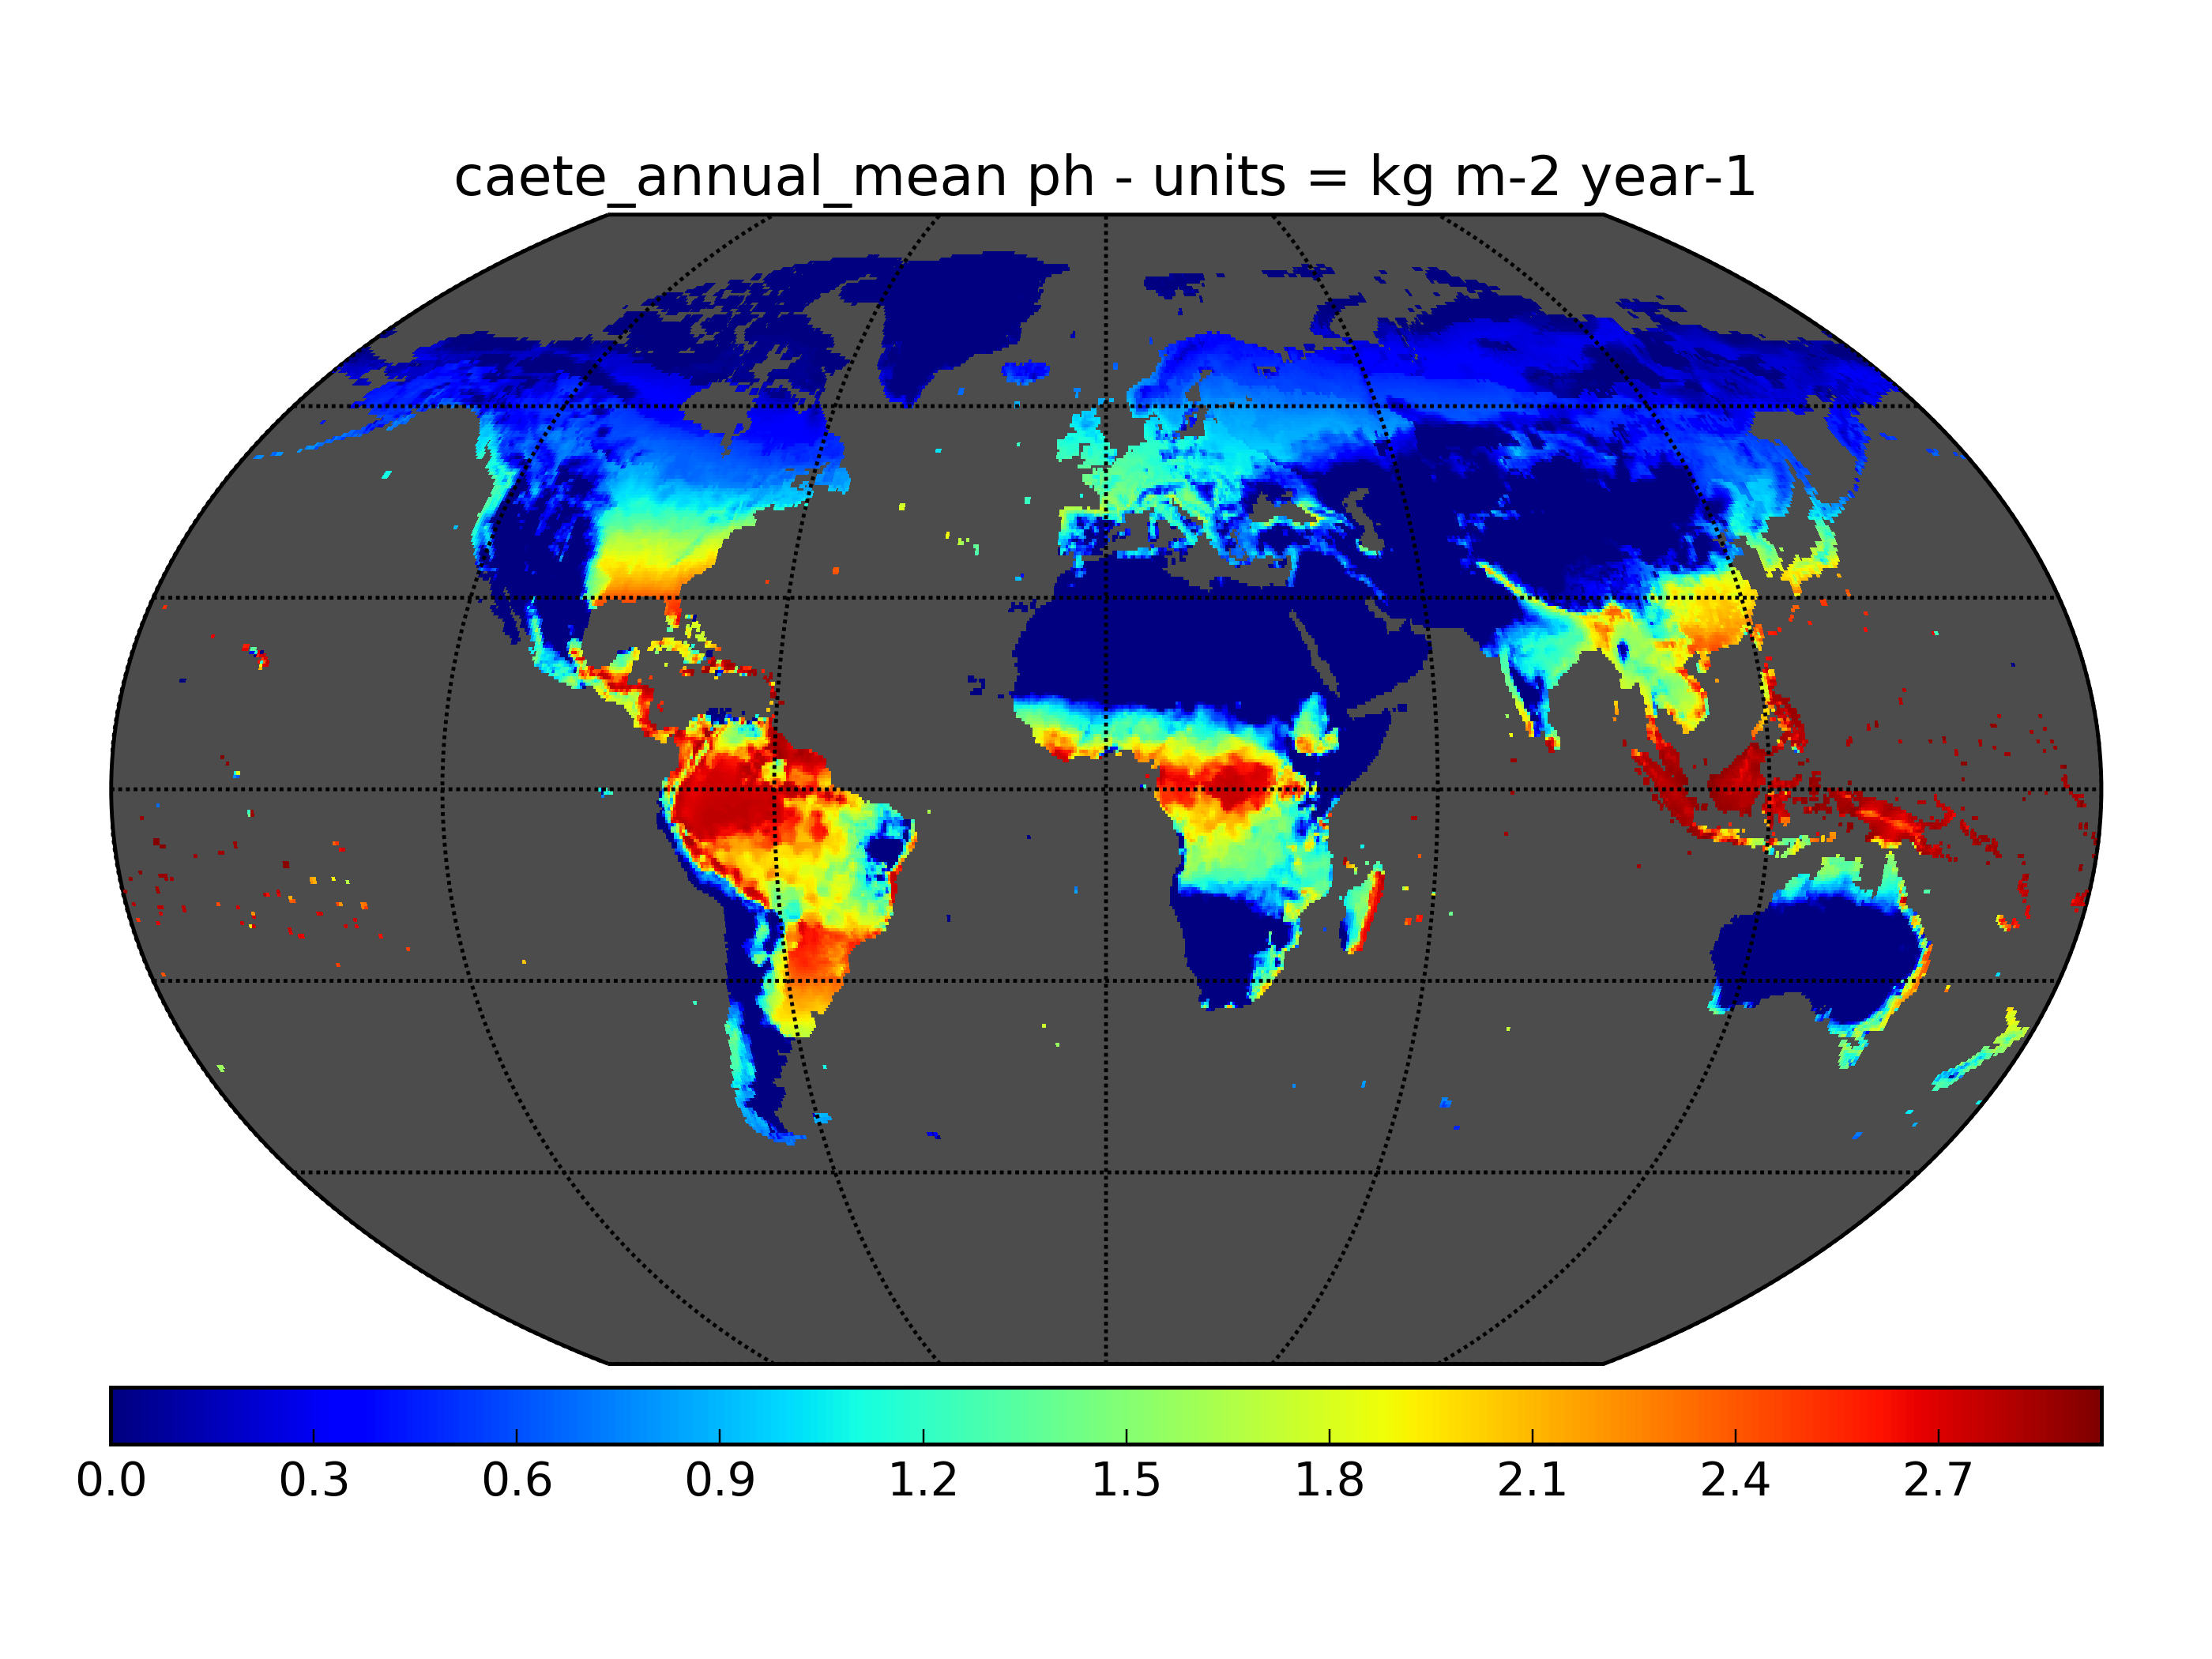 caete_annual_mean ph - units = kg m-2 year-1
0.0 0.3 0.6 0.9 1.2 1.5 1.8 2.1 2.4 2.7